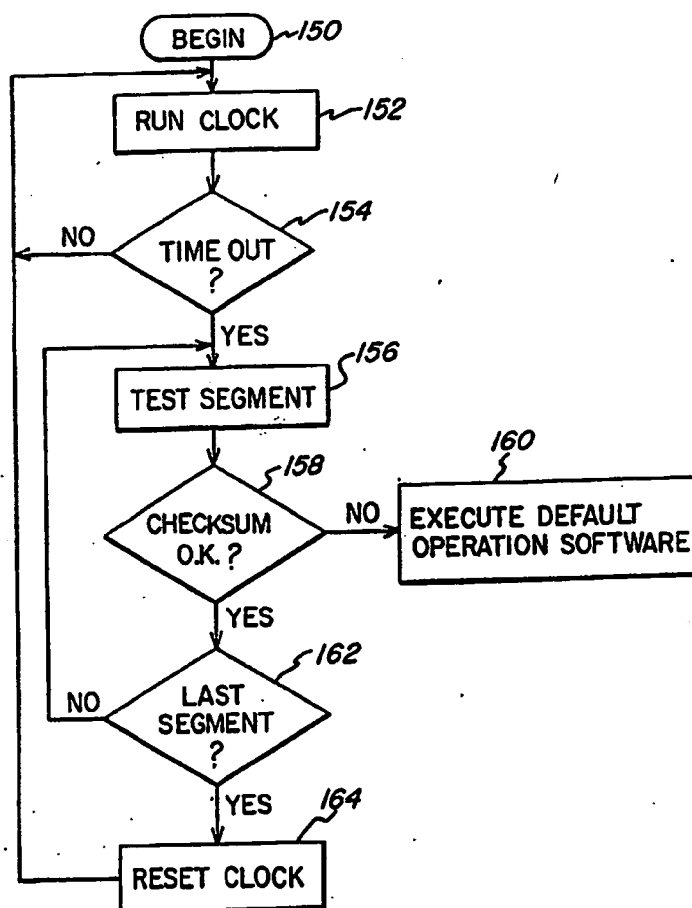 BEGIN
150
RUN CLOCK
152
154
NO
TIME OUT
?
YES
156
TEST SEGMENT
158
160
CHECKSUM
O.K. ?
NO
EXECUTE DEFAULT
OPERATION SOFTWARE
YES
162
NO
LAST
SEGMENT
?
YES
164
RESET CLOCK